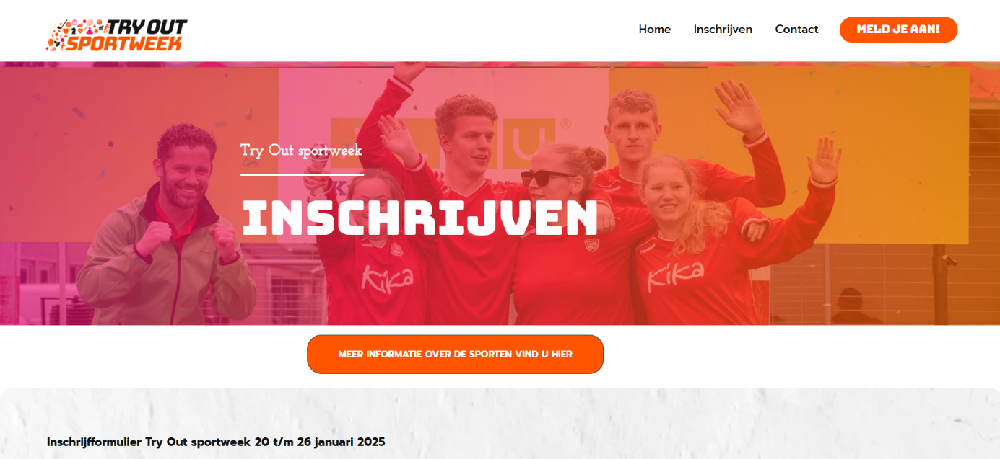 TRY OUT
SPORTWEEK
Home
Inschrijven
Contact
MELD JE AAN!
Try Out sportweek
INSCHRIJVEN
KiKa
KiKa
MEER INFORMATIE OVER DE SPORTEN VIND U HIER
Inschrijfformulier Try Out sportweek 20 t/m 26 januari 2025